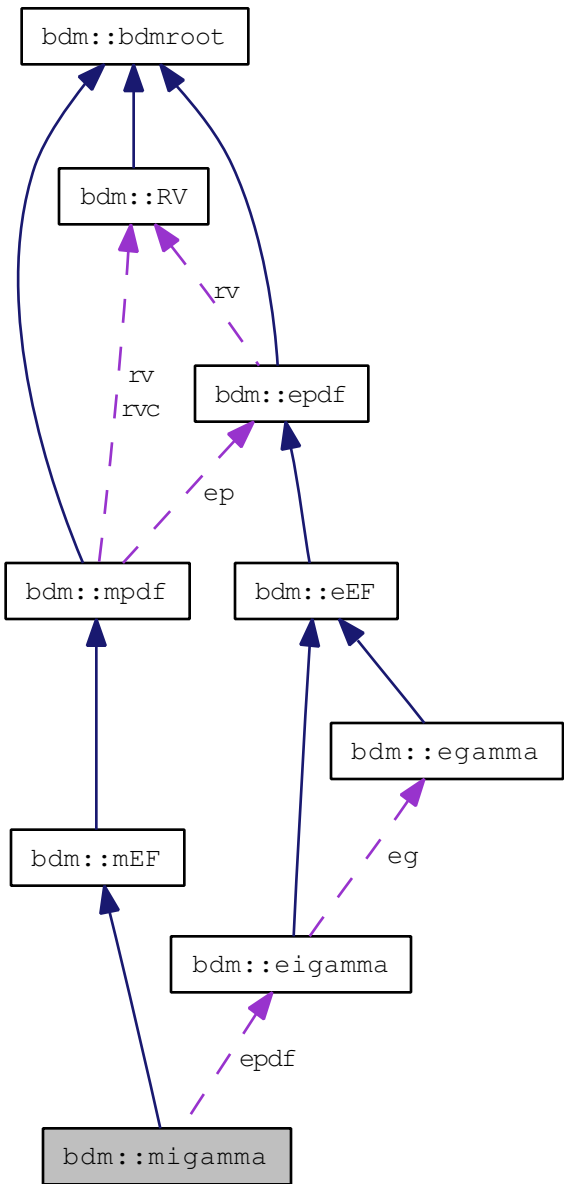 bdm::bdmroot
bdm::RV
rv
rv
rvc
bdm::epdf
ep
bdm::mpdf
bdm::eEF
bdm::egamma
bdm::mEF
eg
bdm::eigamma
epdf
bdm::migamma